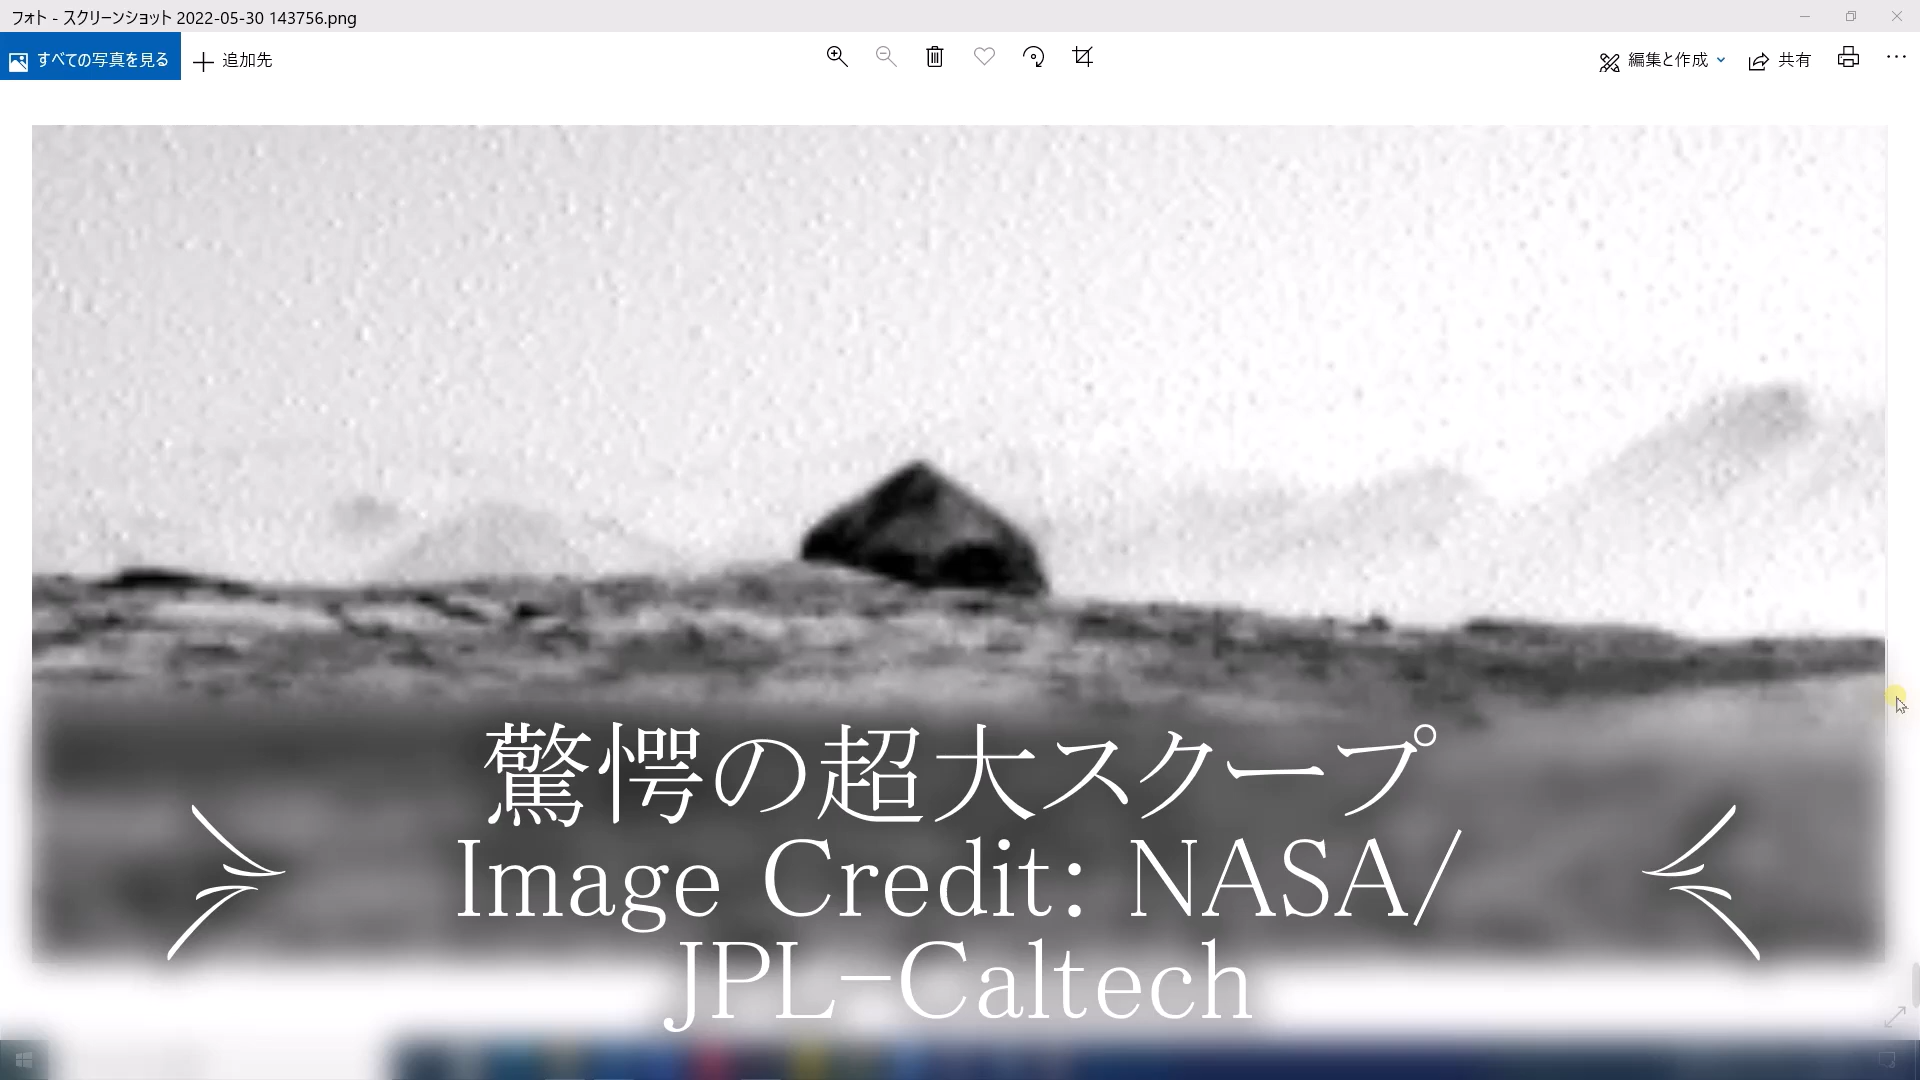 フォト - スクリーンショット 2022-05-30 143756.png
すべての写真を見る
追加先
編集と作成
共有
驚愕の超大スクープ
Image Credit: NASA/
JPL-Caltech